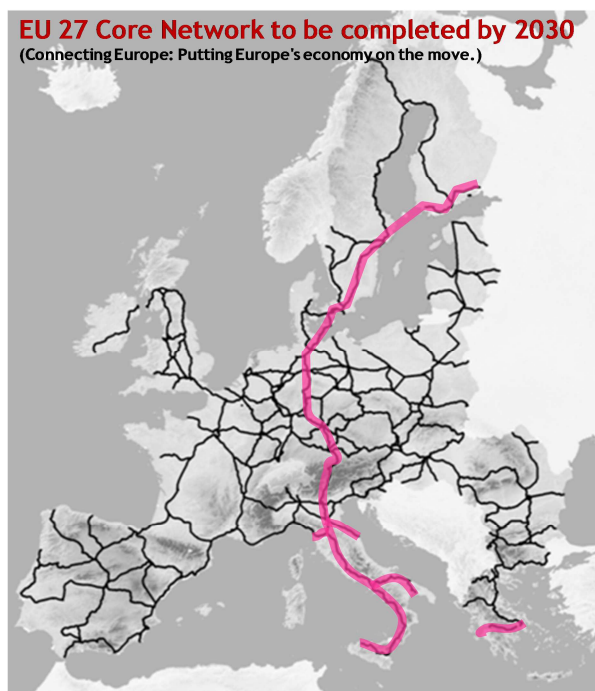 EU 27 Core Network to be completed by 2030
(Connecting Europe: Putting Europe's economy on the move.)